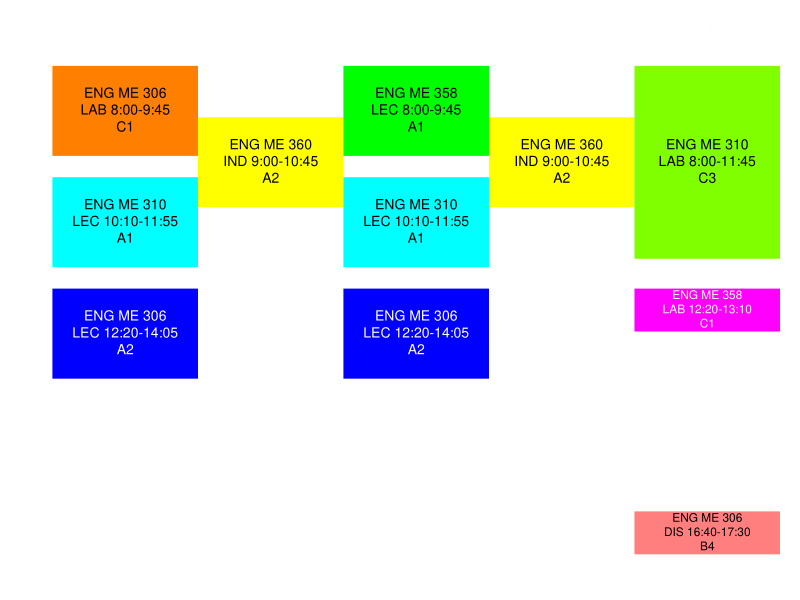 ENG ME 306
LAB 8:00-9:45
C1
ENG ME 310
LEC 10:10-11:55
A1
ENG ME 306
LEC 12:20-14:05
A2
ENG ME 360
IND 9:00-10:45
A2
ENG ME 358
LEC 8:00-9:45
A1
ENG ME 310
LEC 10:10-11:55
A1
ENG ME 306
LEC 12:20-14:05
A2
ENG ME 360
IND 9:00-10:45
A2
ENG ME 310
LAB 8:00-11:45
C3
ENG ME 358
LAB 12:20-13:10
C1
ENG ME 306
DIS 16:40-17:30
B4